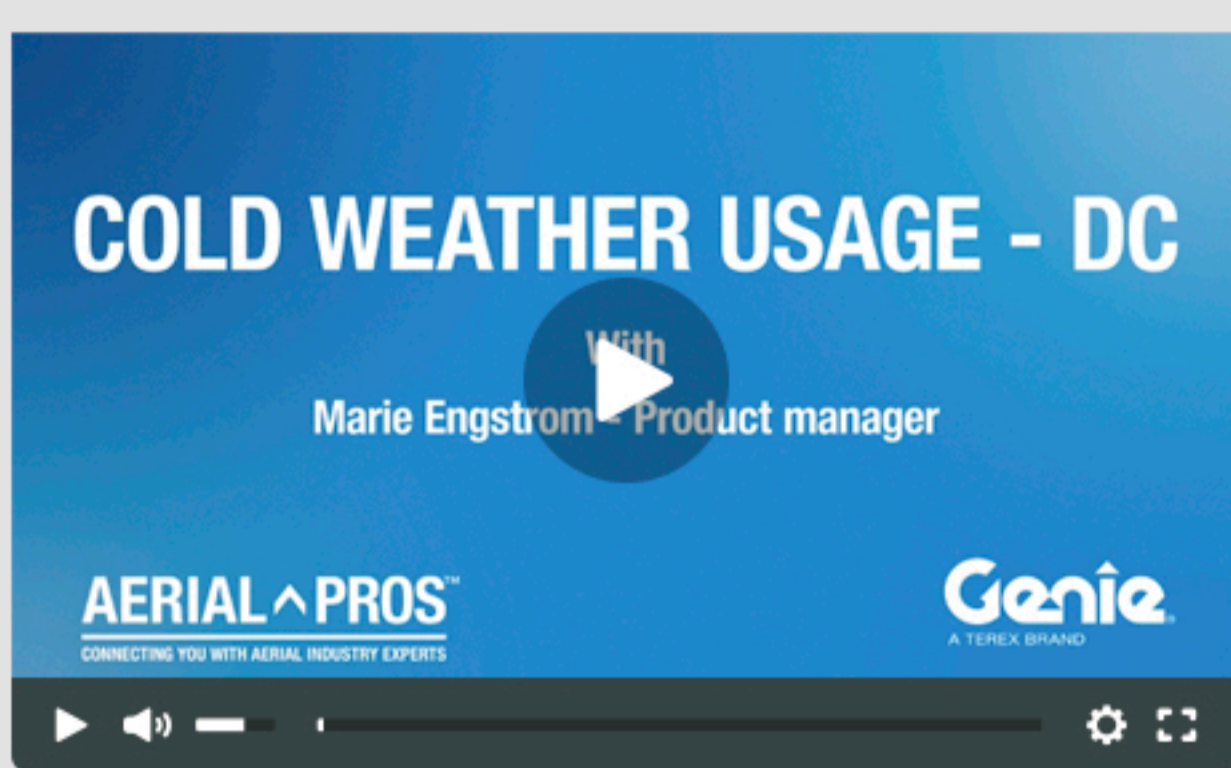 COLD WEATHER USAGE - DC
With
Marie Engstrom - Product manager
AERIAL^PROS™
CONNECTING YOU WITH AERIAL INDUSTRY EXPERTS
Genie®
A TEREX BRAND